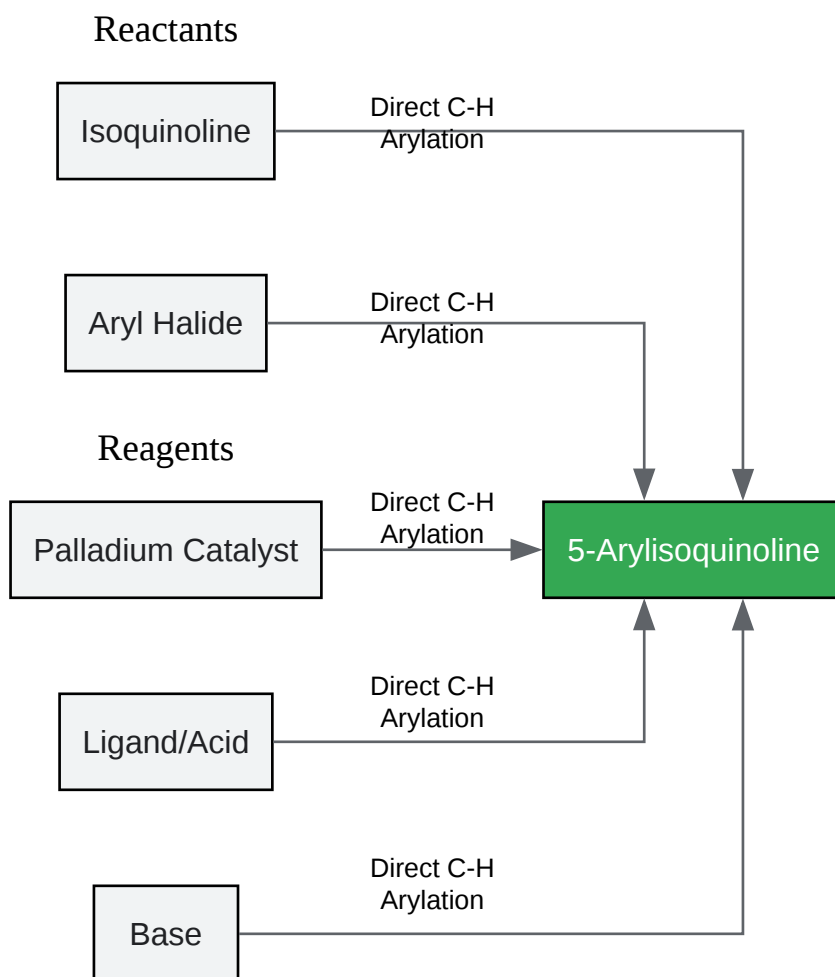 Reactants
Direct C-H
Arylation
Isoquinoline
Direct C-H
Arylation
Aryl Halide
Reagents
Direct C-H
Arylation
Palladium Catalyst
5-Arylisoquinoline
Direct C-H
Arylation
Ligand/Acid
Direct C-H
Arylation
Base